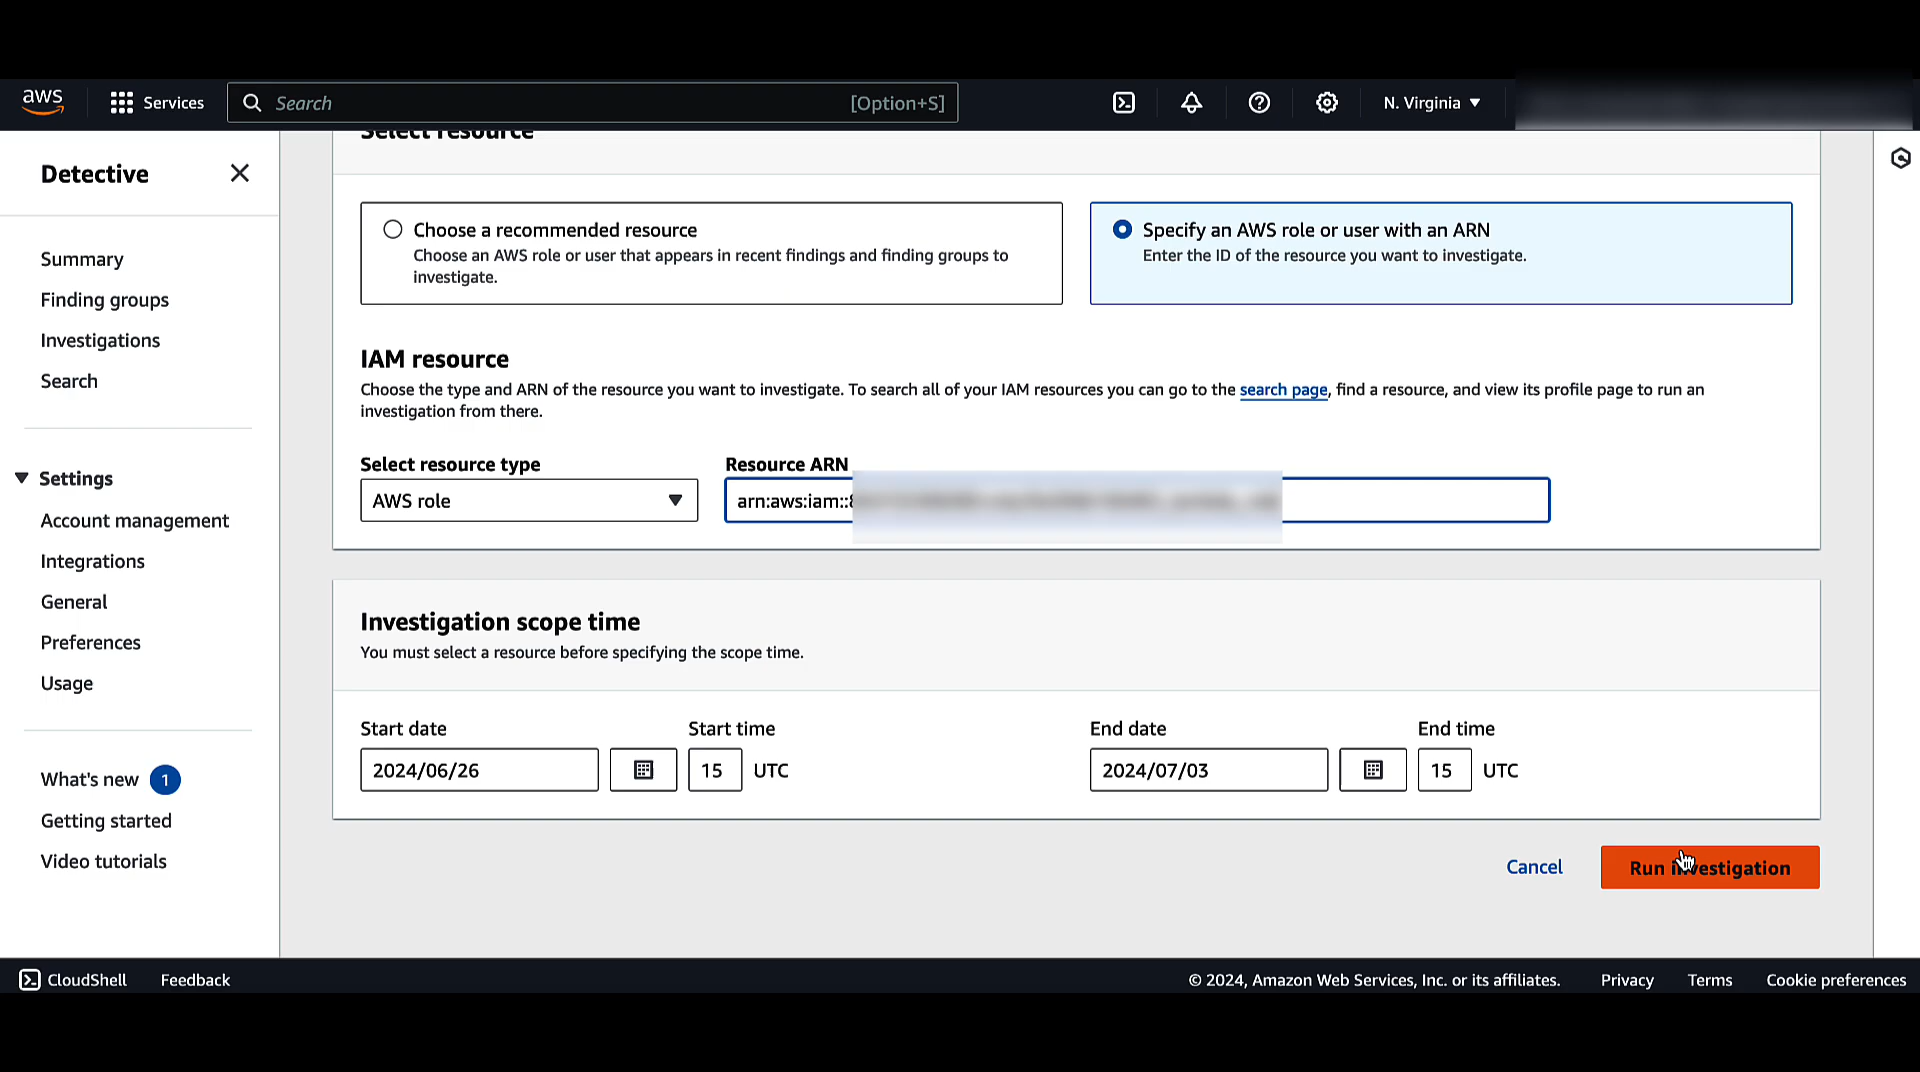 aws
Services
Search
[Option+S]
N. Virginia
Select resource
Detective
Summary
Finding groups
Investigations
Search
Settings
Account management
Integrations
General
Preferences
Usage
What's new 1
Getting started
Video tutorials
Choose a recommended resource
Choose an AWS role or user that appears in recent findings and finding groups to
investigate.
Specify an AWS role or user with an ARN
Enter the ID of the resource you want to investigate.
IAM resource
Choose the type and ARN of the resource you want to investigate. To search all of your IAM resources you can go to the search page, find a resource, and view its profile page to run an
investigation from there.
Select resource type
AWS role
Resource ARN
arn:aws:iam::
Investigation scope time
You must select a resource before specifying the scope time.
Start date
2024/06/26
Start time
15 UTC
End date
2024/07/03
End time
15 UTC
Cancel
Run investigation
CloudShell
Feedback
© 2024, Amazon Web Services, Inc. or its affiliates.
Privacy
Terms
Cookie preferences